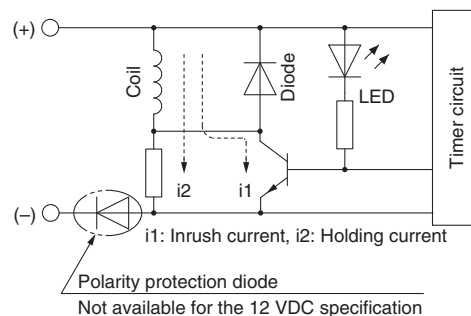 (+)
Coil
Diode
LED
Timer circuit
i2
i1
(–)
i1: Inrush current, i2: Holding current
Polarity protection diode
Not available for the 12 VDC specification